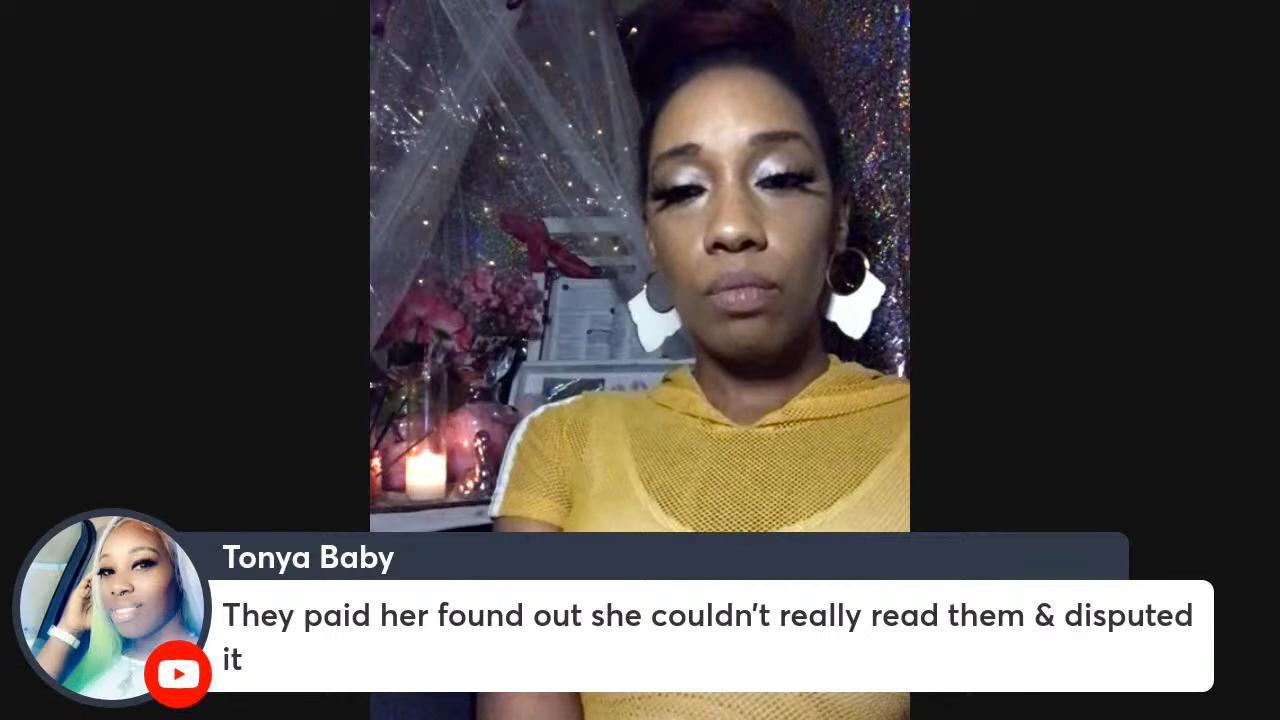 Tonya Baby
They paid her found out she couldn't really read them & disputed
it